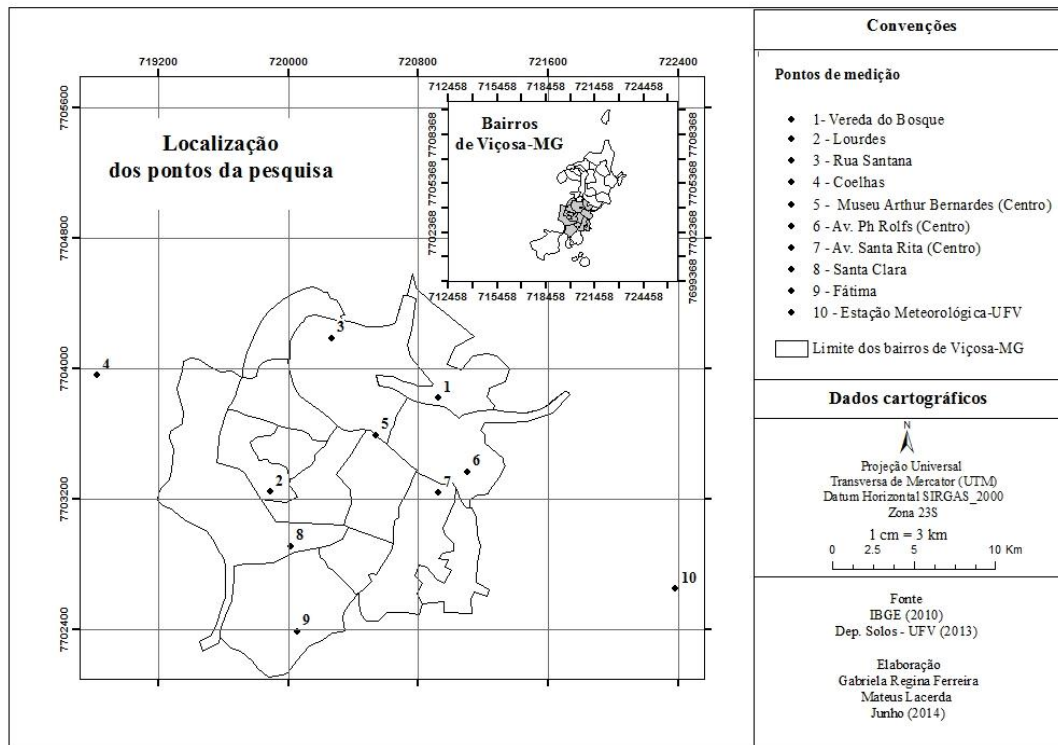 Localização
dos pontos da pesquisa
719200 720000 720800 721600 722400
7705600
7704800
7704000
7703200
7702400
Bairros
de Viçosa-MG
712458 715458 718458 721458 724458
7708368
7705368
7702368
7699368
712458 715458 718458 721458 724458
3
4
1
5
6
2
7
8
10
9
Convenções
Pontos de medição
1- Vereda do Bosque
2 - Lourdes
3 - Rua Santana
4 - Coelhas
5 - Museu Arthur Bernardes (Centro)
6 - Av. Ph Rolfs (Centro)
7 - Av. Santa Rita (Centro)
8 - Santa Clara
9 - Fátima
10 - Estação Meteorológica-UFV
Limite dos bairros de Viçosa-MG
Dados cartográficos
N
Projeção Universal
Transversa de Mercator (UTM)
Datum Horizontal SIRGAS_2000
Zona 23S
1 cm = 3 km
0 2.5 5 10 Km
Fonte
IBGE (2010)
Dep. Solos - UFV (2013)
Elaboração
Gabriela Regina Ferreira
Mateus Lacerda
Junho (2014)